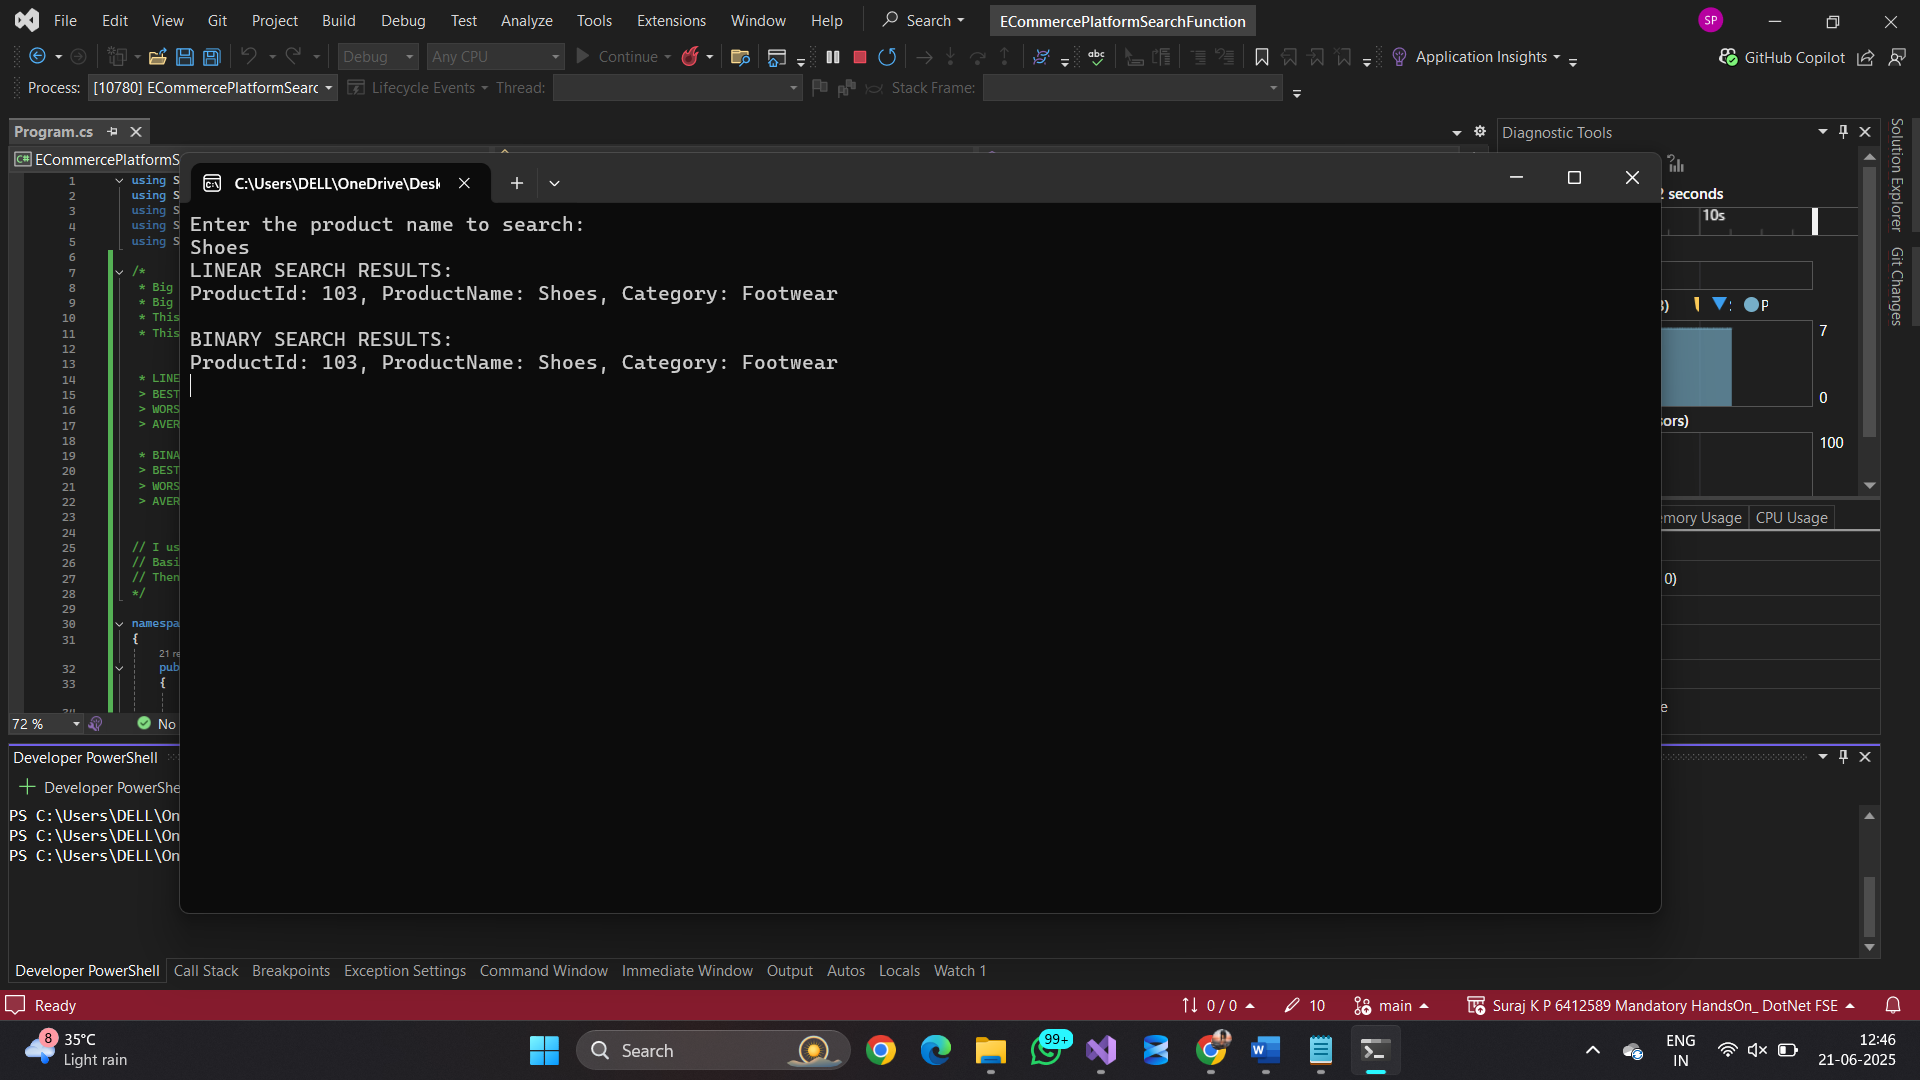 File Edit View Git Project Build Debug Test Analyze Tools Extensions Window Help Search ECommercePlatformSearchFunction SP
Debug Any CPU Continue abc Application Insights GitHub Copilot
Process: [10780] ECommercePlatformSearc Lifecycle Events Thread: Stack Frame:
Program.cs
Diagnostic Tools
C# ECommercePlatformS
C:\Users\DELL\OneDrive\Desk
Enter the product name to search:
Shoes
LINEAR SEARCH RESULTS:
ProductId: 103, ProductName: Shoes, Category: Footwear
BINARY SEARCH RESULTS:
ProductId: 103, ProductName: Shoes, Category: Footwear
1 using S
2 using S
3 using S
4 using S
5 using S
6
7 /*
8 * Big
9 * Big
10 * This
11 * This
12
13
14 * LINE
15 > BEST
16 > WORS
17 > AVER
18
19 * BINA
20 > BEST
21 > WORS
22 > AVER
23
24
25 // I us
26 // Basi
27 // Then
28 */
29
30 namespa
31 {
21 re
32 pub
33 {
72 % No
2 seconds
10s
7
0
100
emory Usage CPU Usage
0)
e
Solution Explorer
Git Changes
Developer PowerShell
Developer PowerShe
PS C:\Users\DELL\On
PS C:\Users\DELL\On
PS C:\Users\DELL\On
Developer PowerShell Call Stack Breakpoints Exception Settings Command Window Immediate Window Output Autos Locals Watch 1
Ready 0 / 0 10 main Suraj K P 6412589 Mandatory HandsOn_ DotNet FSE
8 35°C
Light rain
Search
99+
ENG
IN
12:46
21-06-2025